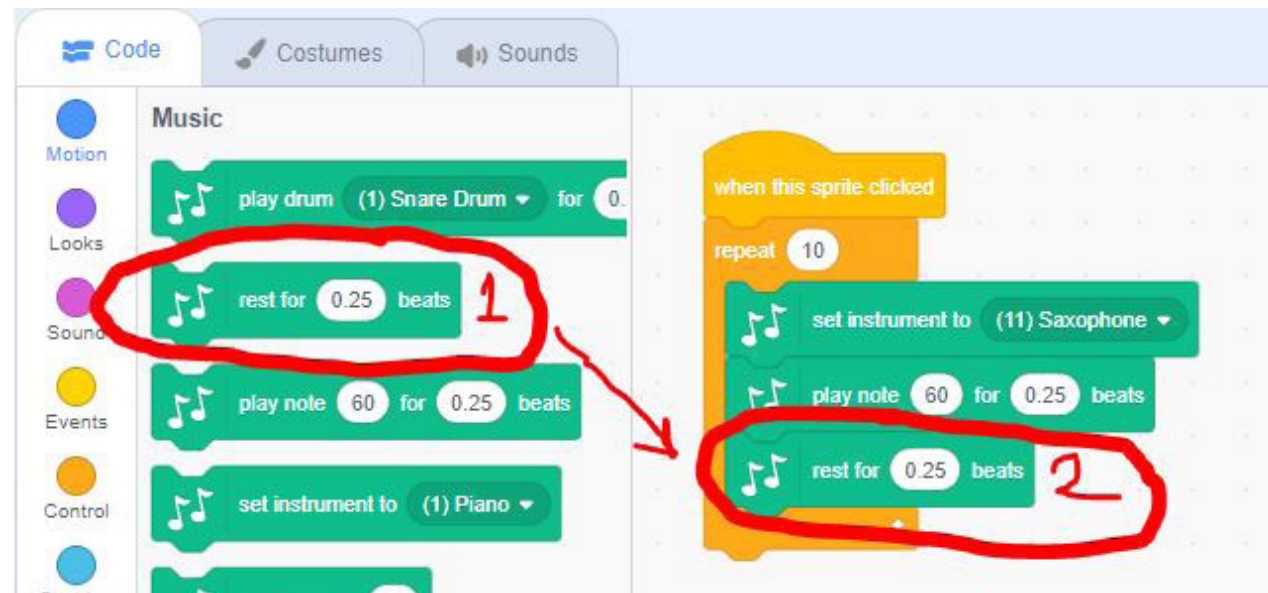 Code
Costumes
Sounds
Motion
Looks
Sound
Events
Control
Music
play drum (1) Snare Drum for 0.
rest for 0.25 beats 1
play note 60 for 0.25 beats
set instrument to (1) Piano
when this sprite clicked
repeat 10
set instrument to (11) Saxophone
play note 60 for 0.25 beats
rest for 0.25 beats 2